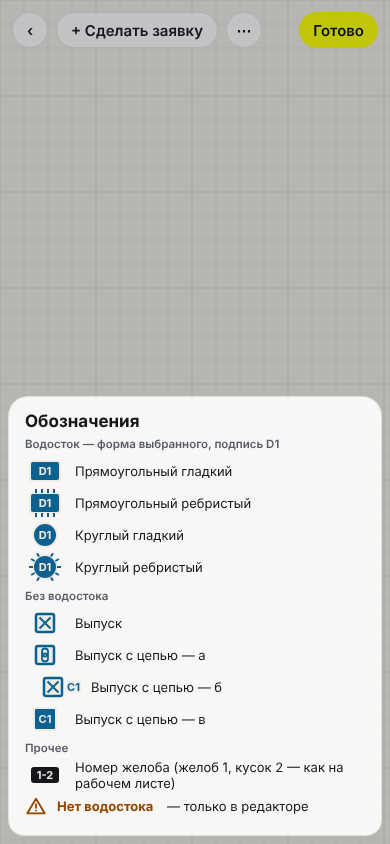 ‹ + Сделать заявку ··· Готово
Обозначения
Водосток — форма выбранного, подпись D1
D1 Прямоугольный гладкий
D1 Прямоугольный ребристый
D1 Круглый гладкий
D1 Круглый ребристый
Без водостока
Выпуск
Выпуск с цепью — а
C1 Выпуск с цепью — б
C1 Выпуск с цепью — в
Прочее
1-2 Номер желоба (желоб 1, кусок 2 — как на
рабочем листе)
Нет водостока — только в редакторе